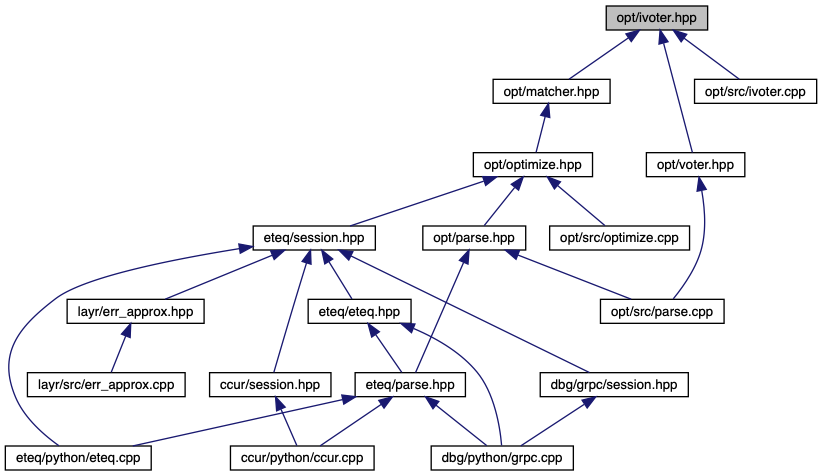 opt/ivoter.hpp
opt/matcher.hpp
opt/src/ivoter.cpp
opt/optimize.hpp
opt/voter.hpp
eteq/session.hpp
opt/parse.hpp
opt/src/optimize.cpp
layr/err_approx.hpp
eteq/eteq.hpp
opt/src/parse.cpp
layr/src/err_approx.cpp
ccur/session.hpp
eteq/parse.hpp
dbg/grpc/session.hpp
eteq/python/eteq.cpp
ccur/python/ccur.cpp
dbg/python/grpc.cpp